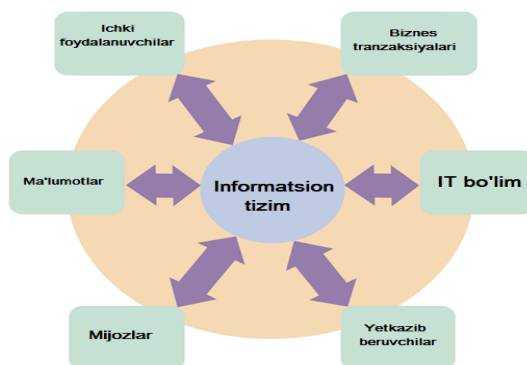 Ichki
foydalanuvchilar
Biznes
tranzaksiyalari
Ma'lumotlar
Informatsion
tizim
IT bo'lim
Mijozlar
Yetkazib
beruvchilar